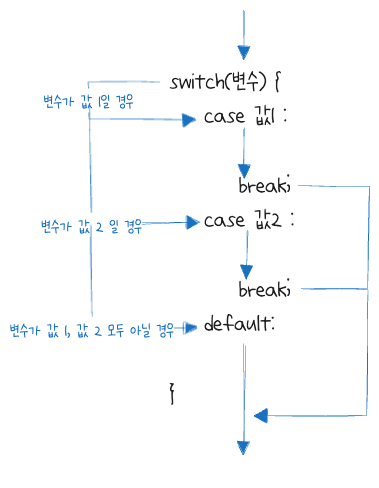 switch(변수) {
변수가 값 1일 경우
case 값1 :
break;
변수가 값 2 일 경우
case 값2 :
break;
변수가 값 1, 값 2 모두 아닐 경우
default:
}